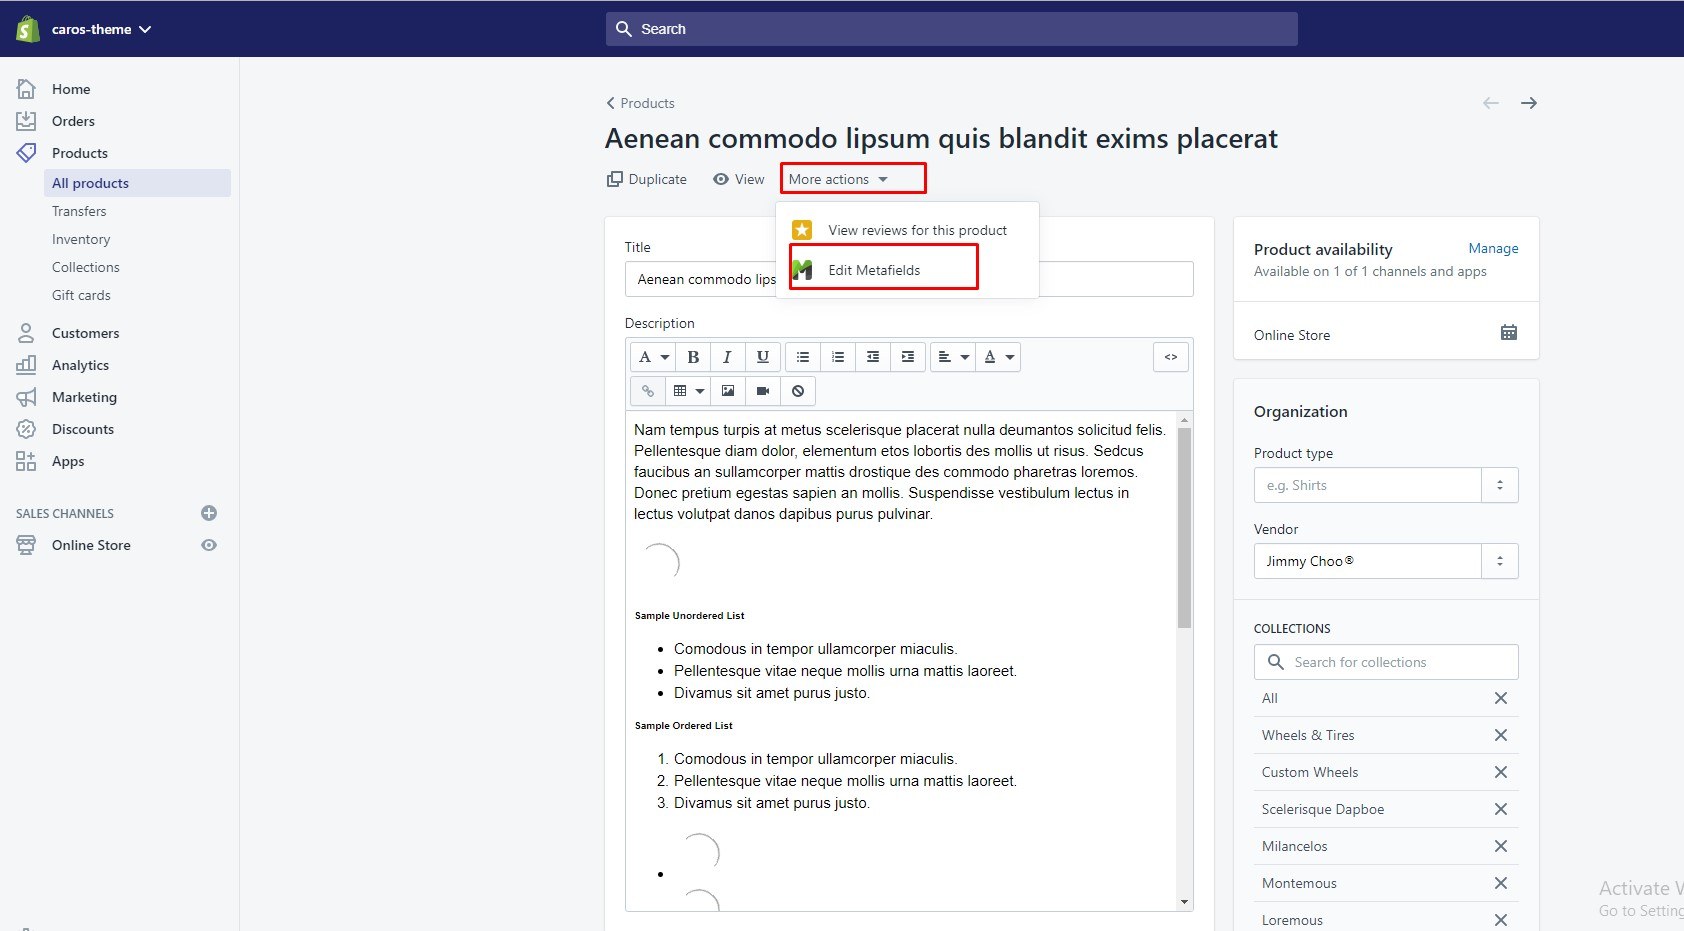 caros-theme
Search
Home
Orders
Products
All products
Transfers
Inventory
Collections
Gift cards
Customers
Analytics
Marketing
Discounts
Apps
SALES CHANNELS
Online Store
Products
Aenean commodo lipsum quis blandit exims placerat
Duplicate View More actions
View reviews for this product
Edit Metafields
Title
Aenean commodo lips
Description
A B I U A <>
Nam tempus turpis at metus scelerisque placerat nulla deumantos solicitud felis.
Pellentesque diam dolor, elementum etos lobortis des mollis ut risus. Sedcus
faucibus an sullamcorper mattis drostique des commodo pharetras loremos.
Donec pretium egestas sapien an mollis. Suspendisse vestibulum lectus in
lectus volutpat danos dapibus purus pulvinar.
Sample Unordered List
• Comodous in tempor ullamcorper miaculis.
• Pellentesque vitae neque mollis urna mattis laoreet.
• Divamus sit amet purus justo.
Sample Ordered List
1. Comodous in tempor ullamcorper miaculis.
2. Pellentesque vitae neque mollis urna mattis laoreet.
3. Divamus sit amet purus justo.
Product availability Manage
Available on 1 of 1 channels and apps
Online Store
Organization
Product type
e.g. Shirts
Vendor
Jimmy Choo®
COLLECTIONS
Search for collections
All
Wheels & Tires
Custom Wheels
Scelerisque Dapboe
Milancelos
Montemous
Loremous
Activate W
Go to Setting